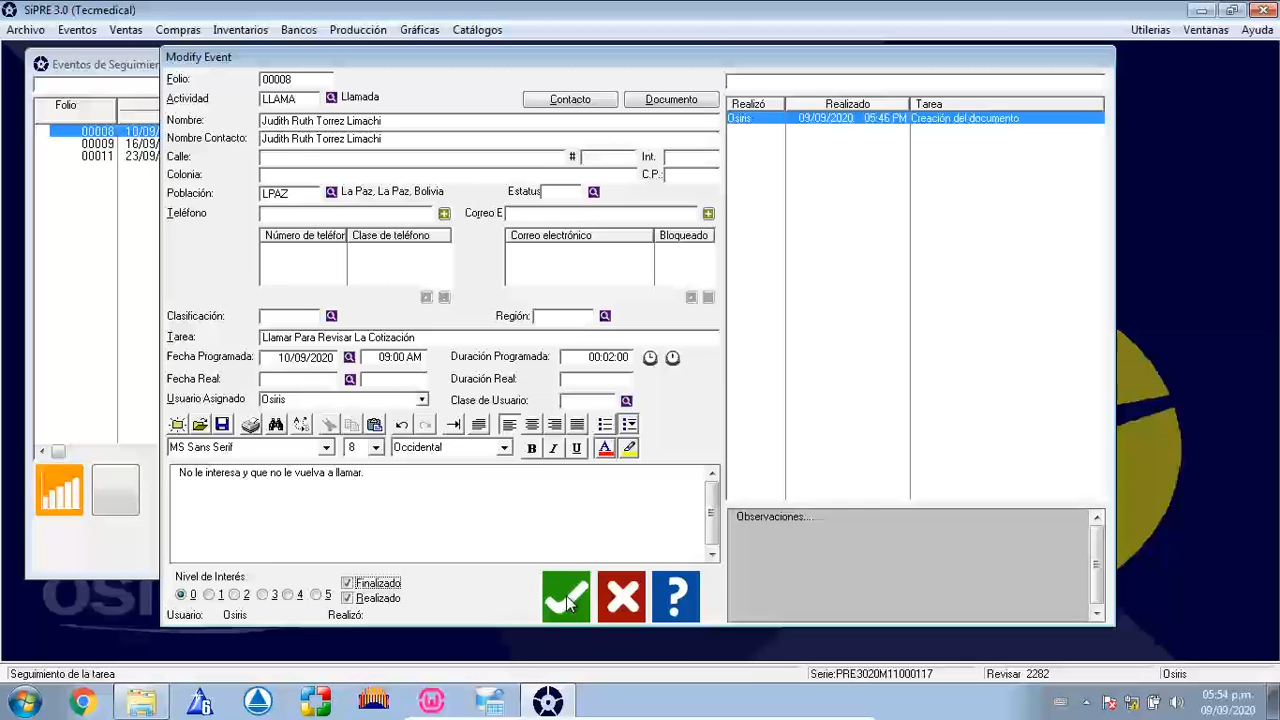 SiPRE 3.0 (Tecmedical)
Archivo Eventos Ventas Compras Inventarios Bancos Producción Gráficas Catálogos Utilerias Ventanas Ayuda
Eventos de Seguimie
Folio
00008 10/09/
00009 16/09/
00011 23/09/
Modify Event
Folio: 00008
Actividad LLAMA Llamada Contacto Documento
Nombre: Judith Ruth Torrez Limachi
Nombre Contacto: Judith Ruth Torrez Limachi
Calle: # Int.
Colonia: C.P.:
Población: LPAZ La Paz, La Paz, Bolivia Estatus
Teléfono Correo E
Número de teléfor Clase de teléfono Correo electrónico Bloqueado
Clasificación: Región:
Tarea: Llamar Para Revisar La Cotización
Fecha Programada: 10/09/2020 09:00 AM Duración Programada: 00:02:00
Fecha Real: Duración Real:
Usuario Asignado Osiris Clase de Usuario:
MS Sans Serif 8 Occidental B I U A
No le interesa y que no le vuelva a llamar.
Nivel de Interés: Finalizado
0 1 2 3 4 5 Realizado
Usuario: Osiris Realizó:
Realizó Realizado Tarea
Osiris 09/09/2020 05:46 PM Creación del documento
Observaciones.....
?
Seguimiento de la tarea Serie:PRE3020M11000117 Revisar 2282 Osiris
05:54 p.m.
09/09/2020